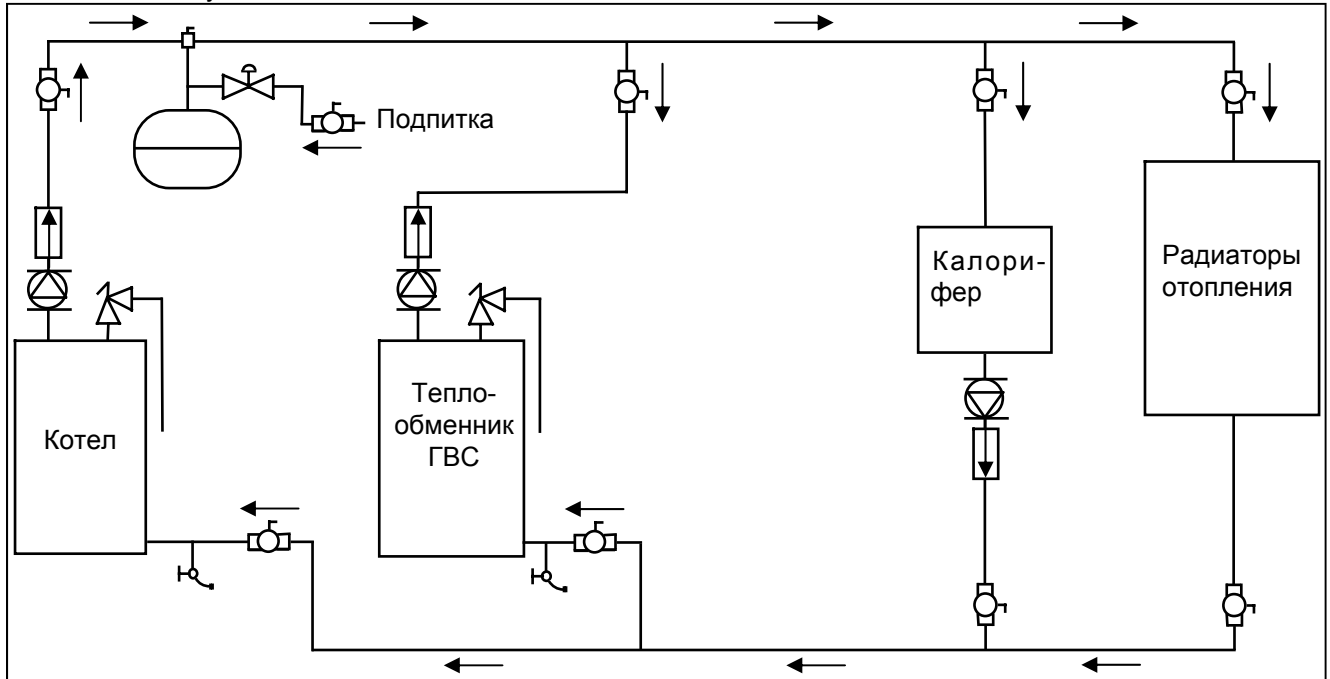 Подпитка
Котел
Тепло-
обменник
ГВС
Калори-
фер
Радиаторы
отопления